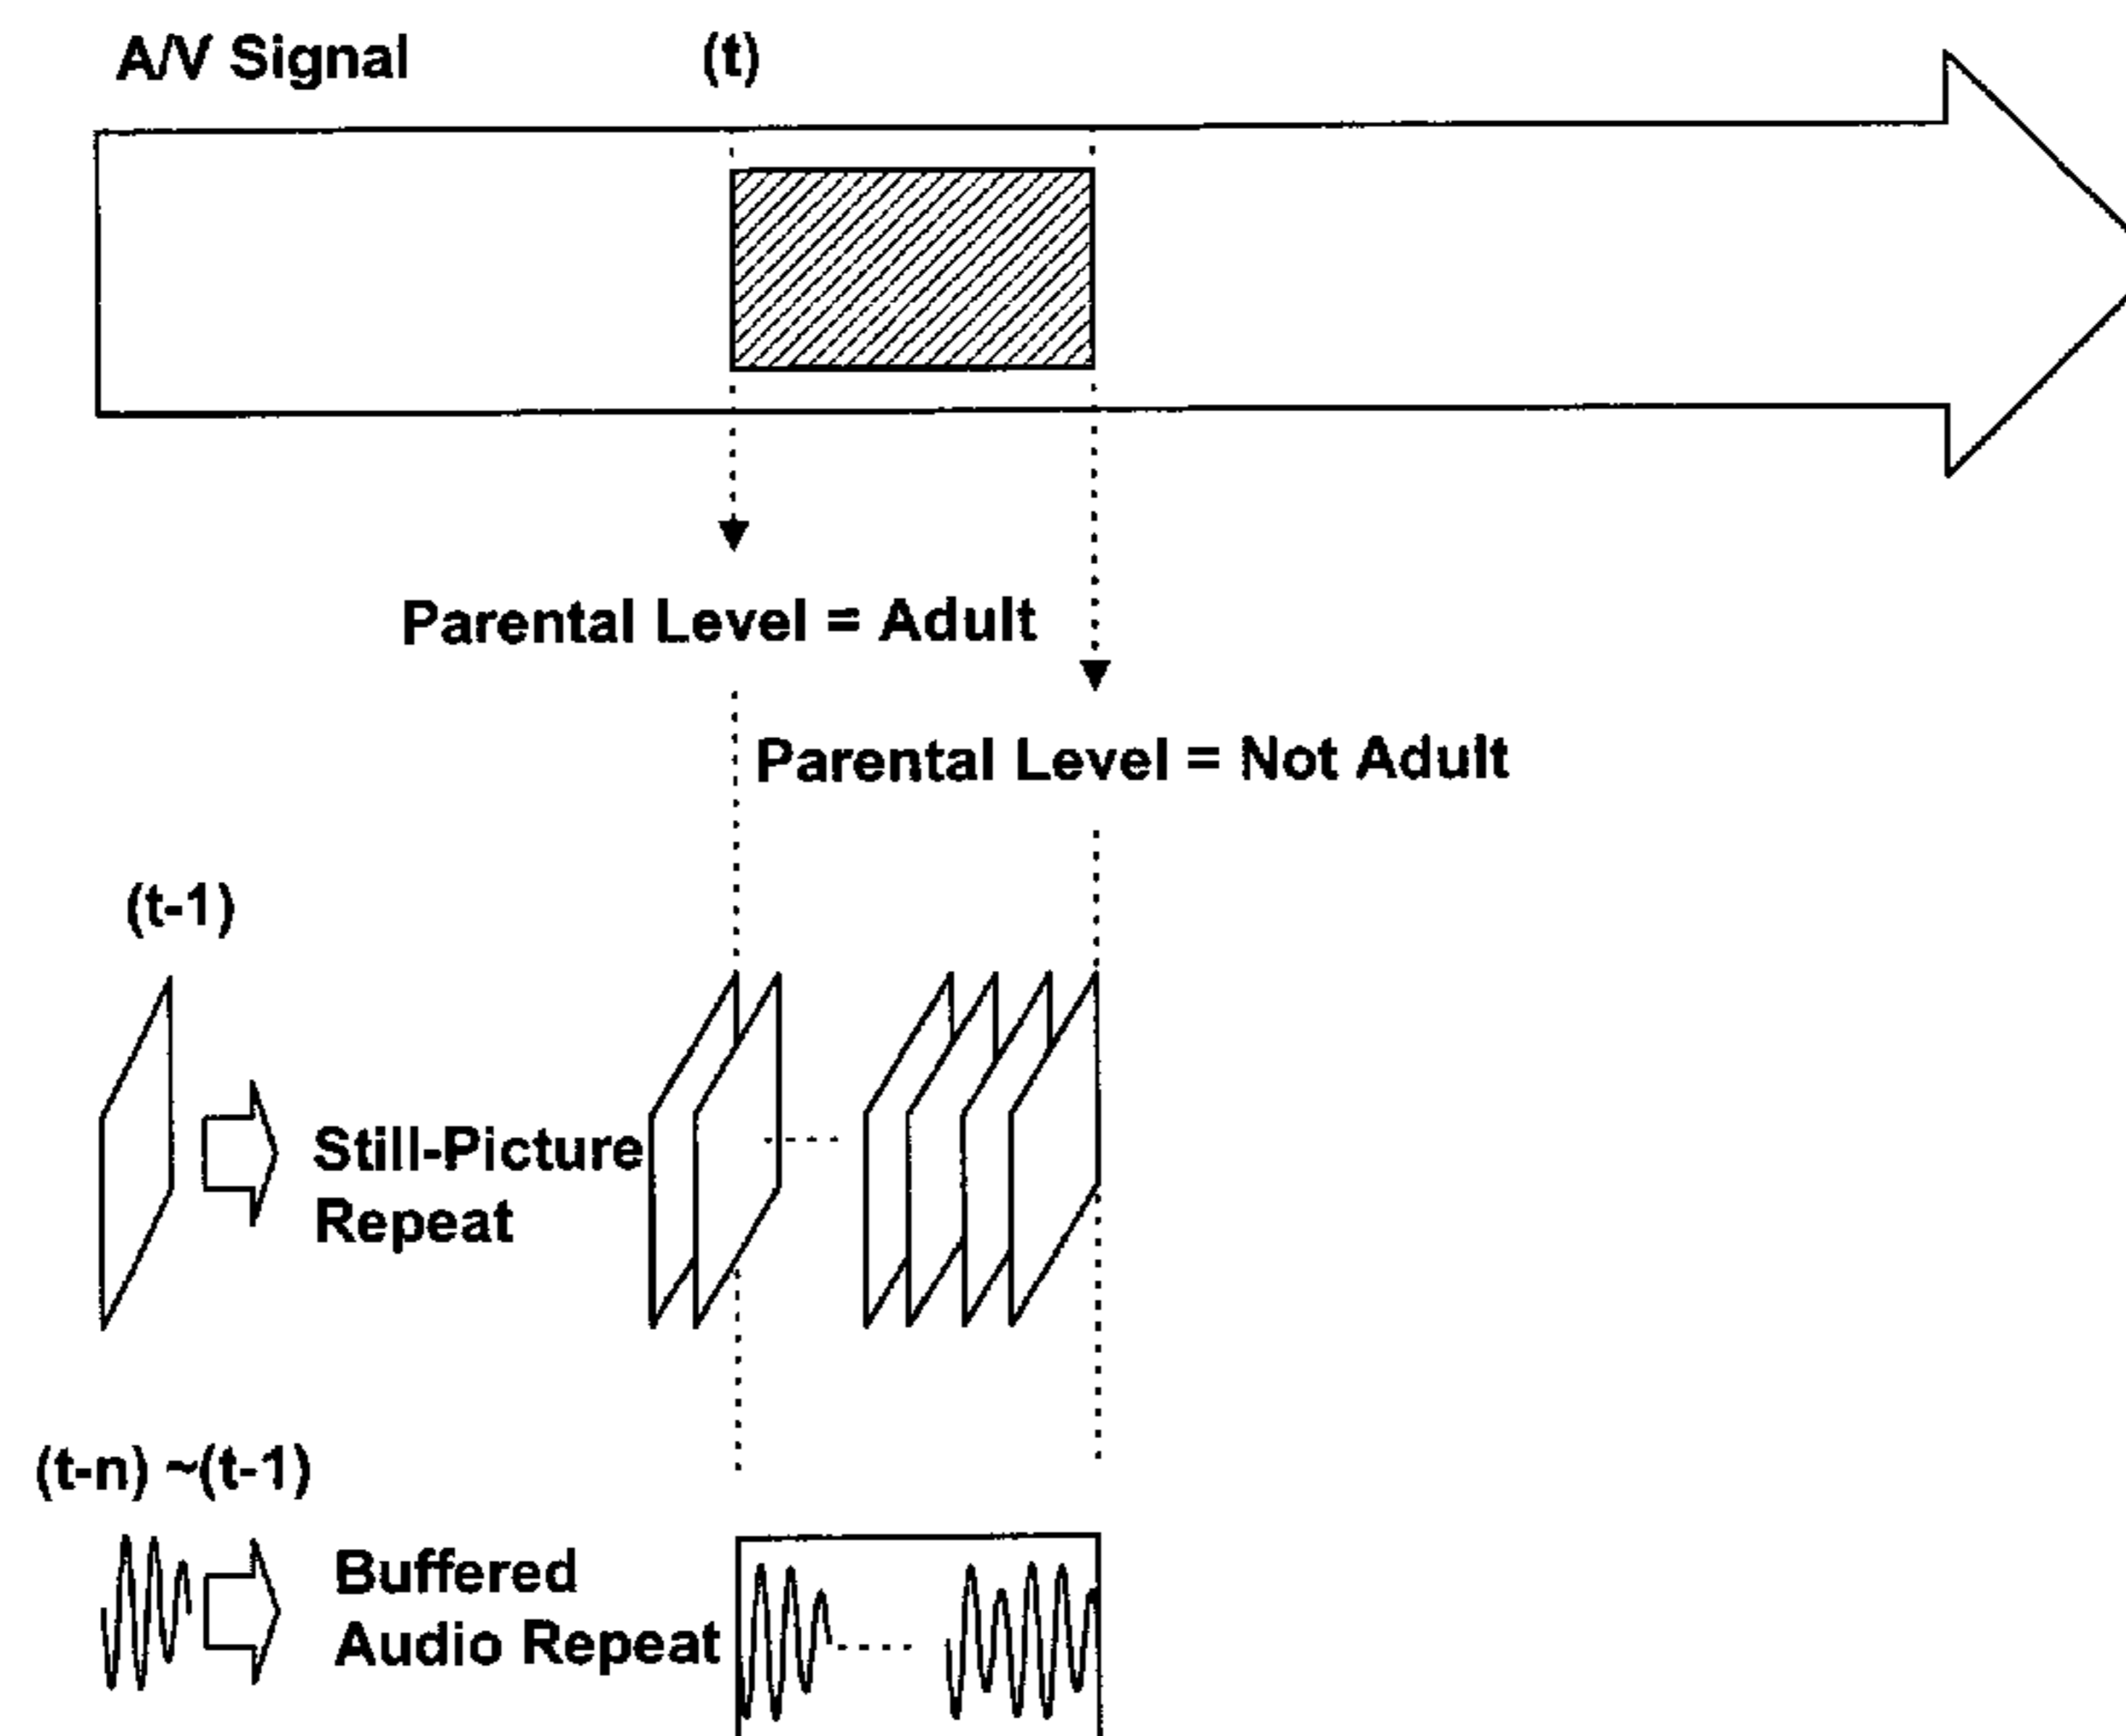 A/V Signal
(t)
Parental Level = Adult
Parental Level = Not Adult
(t-1)
Still-Picture
Repeat
(t-n) ~(t-1)
Buffered
Audio Repeat